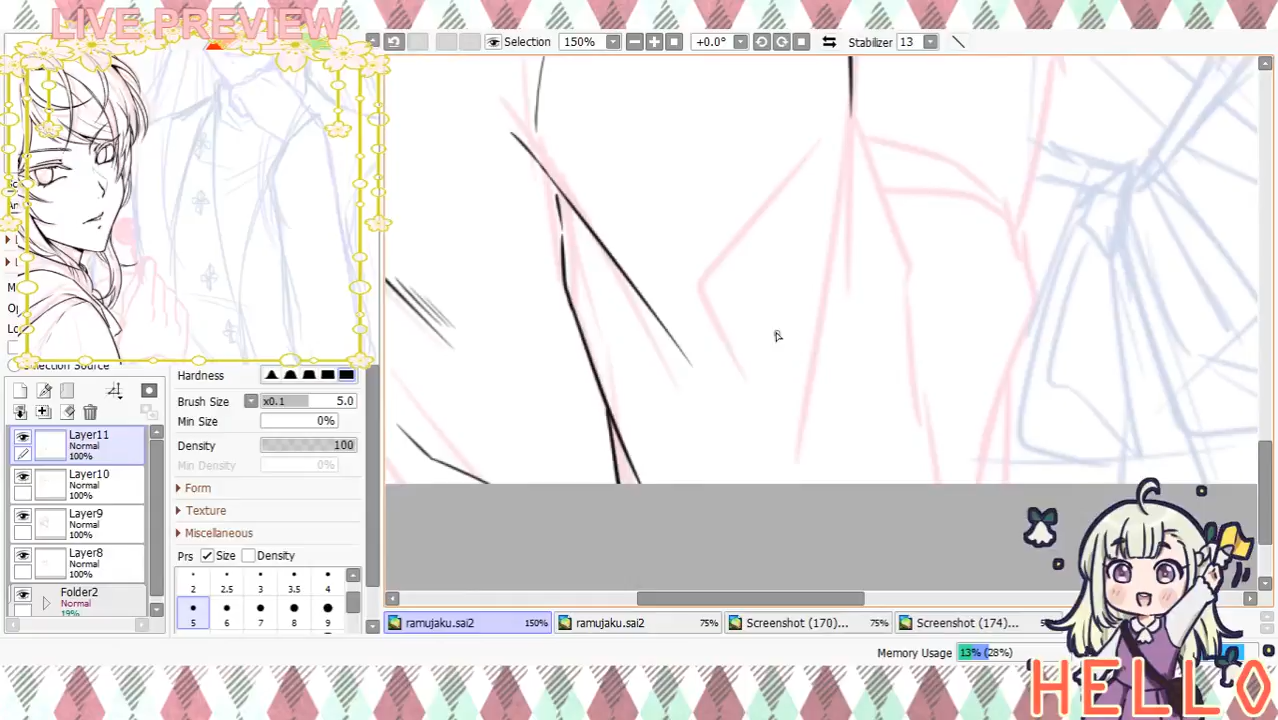 LIVE PREVIEW
Selection 150% +0.0° Stabilizer 13
Hardness
Brush Size x0.1 5.0
Min Size 0%
Density 100
Min Density 0%
Form
Texture
Miscellaneous
Prs Size Density
2 2.5 3 3.5 4
5 6 7 8 9
Selection Source
Layer11
Normal
100%
Layer10
Normal
100%
Layer9
Normal
100%
Layer8
Normal
100%
Folder2
Normal
19%
ramujaku.sai2 150%
ramujaku.sai2 75%
Screenshot (170)... 75%
Screenshot (174)...
Memory Usage 13% (28%)
HELLO